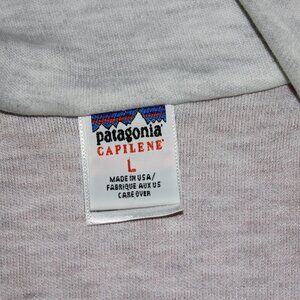 patagonia
CAPILENE
L
MADE IN USA/
FABRIQUE AUX US
CARE OVER